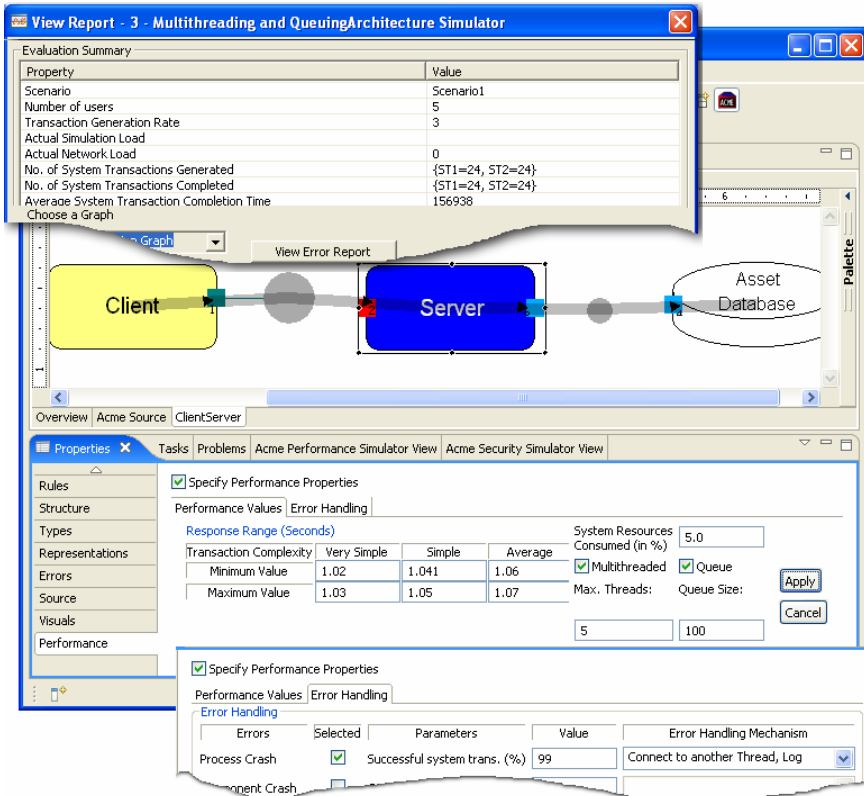 View Report - 3 - Multithreading and QueuingArchitecture Simulator
Evaluation Summary
Property Value
Scenario Scenario1
Number of users 5
Transaction Generation Rate 3
Actual Simulation Load
Actual Network Load 0
No. of System Transactions Generated {ST1=24, ST2=24}
No. of System Transactions Completed {ST1=24, ST2=24}
Average System Transaction Completion Time 156938
Choose a Graph
Graph
View Error Report
ACME
6
Palette
Client
1
2
Server
Asset
Database
Overview Acme Source ClientServer
Properties Tasks Problems Acme Performance Simulator View Acme Security Simulator View
Rules
Structure
Types
Representations
Errors
Source
Visuals
Performance
Specify Performance Properties
Performance Values Error Handling
Response Range (Seconds)
Transaction Complexity Very Simple Simple Average
Minimum Value 1.02 1.041 1.06
Maximum Value 1.03 1.05 1.07
System Resources
Consumed (in %) 5.0
Multithreaded Queue
Max. Threads: Queue Size:
5 100
Apply
Cancel
Specify Performance Properties
Performance Values Error Handling
Error Handling
Errors Selected Parameters Value Error Handling Mechanism
Process Crash Successful system trans. (%) 99 Connect to another Thread, Log
Crash